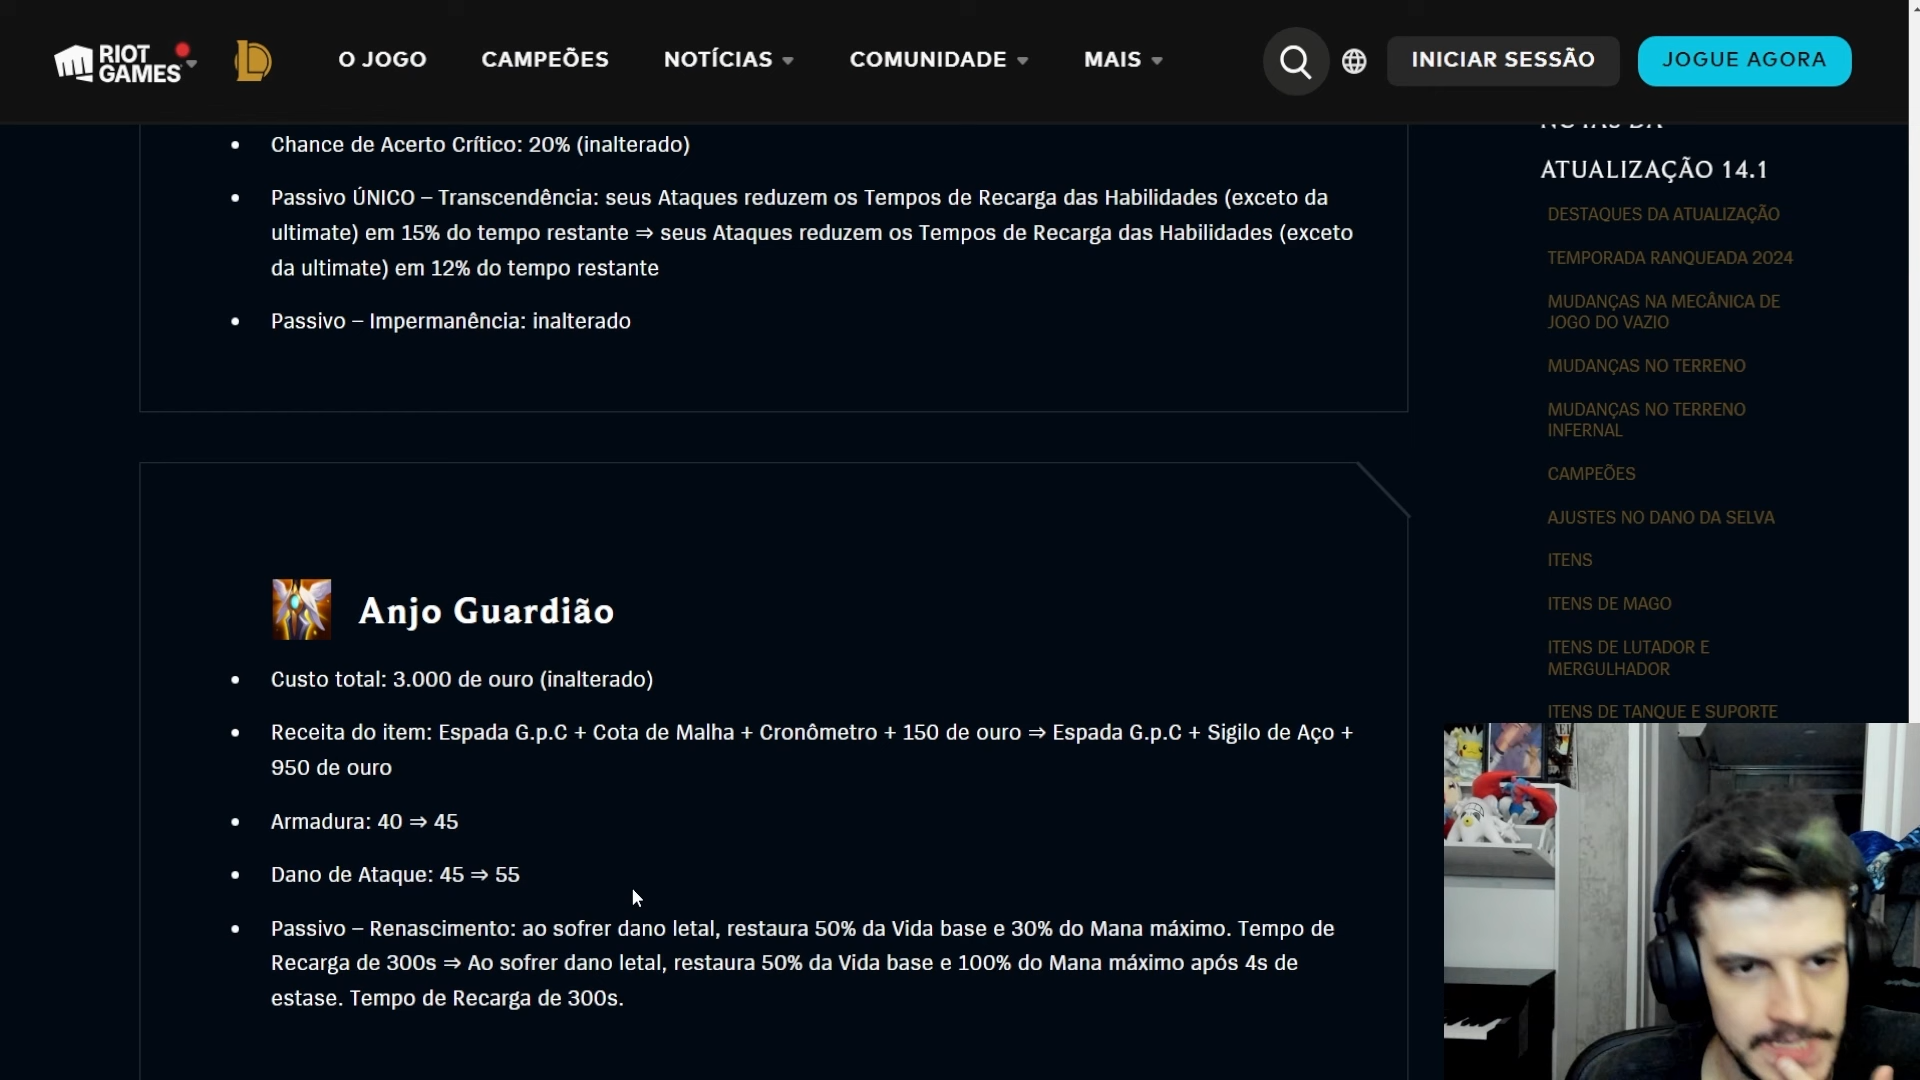 RIOT
GAMES
O JOGO
CAMPEÕES
NOTÍCIAS
COMUNIDADE
MAIS
INICIAR SESSÃO
JOGUE AGORA
Chance de Acerto Crítico: 20% (inalterado)
Passivo ÚNICO – Transcendência: seus Ataques reduzem os Tempos de Recarga das Habilidades (exceto da
ultimate) em 15% do tempo restante ⇒ seus Ataques reduzem os Tempos de Recarga das Habilidades (exceto
da ultimate) em 12% do tempo restante
Passivo – Impermanência: inalterado
Anjo Guardião
Custo total: 3.000 de ouro (inalterado)
Receita do item: Espada G.p.C + Cota de Malha + Cronômetro + 150 de ouro ⇒ Espada G.p.C + Sigilo de Aço +
950 de ouro
Armadura: 40 ⇒ 45
Dano de Ataque: 45 ⇒ 55
Passivo – Renascimento: ao sofrer dano letal, restaura 50% da Vida base e 30% do Mana máximo. Tempo de
Recarga de 300s ⇒ Ao sofrer dano letal, restaura 50% da Vida base e 100% do Mana máximo após 4s de
estase. Tempo de Recarga de 300s.
NOTAS DA
ATUALIZAÇÃO 14.1
DESTAQUES DA ATUALIZAÇÃO
TEMPORADA RANQUEADA 2024
MUDANÇAS NA MECÂNICA DE
JOGO DO VAZIO
MUDANÇAS NO TERRENO
MUDANÇAS NO TERRENO
INFERNAL
CAMPEÕES
AJUSTES NO DANO DA SELVA
ITENS
ITENS DE MAGO
ITENS DE LUTADOR E
MERGULHADOR
ITENS DE TANQUE E SUPORTE